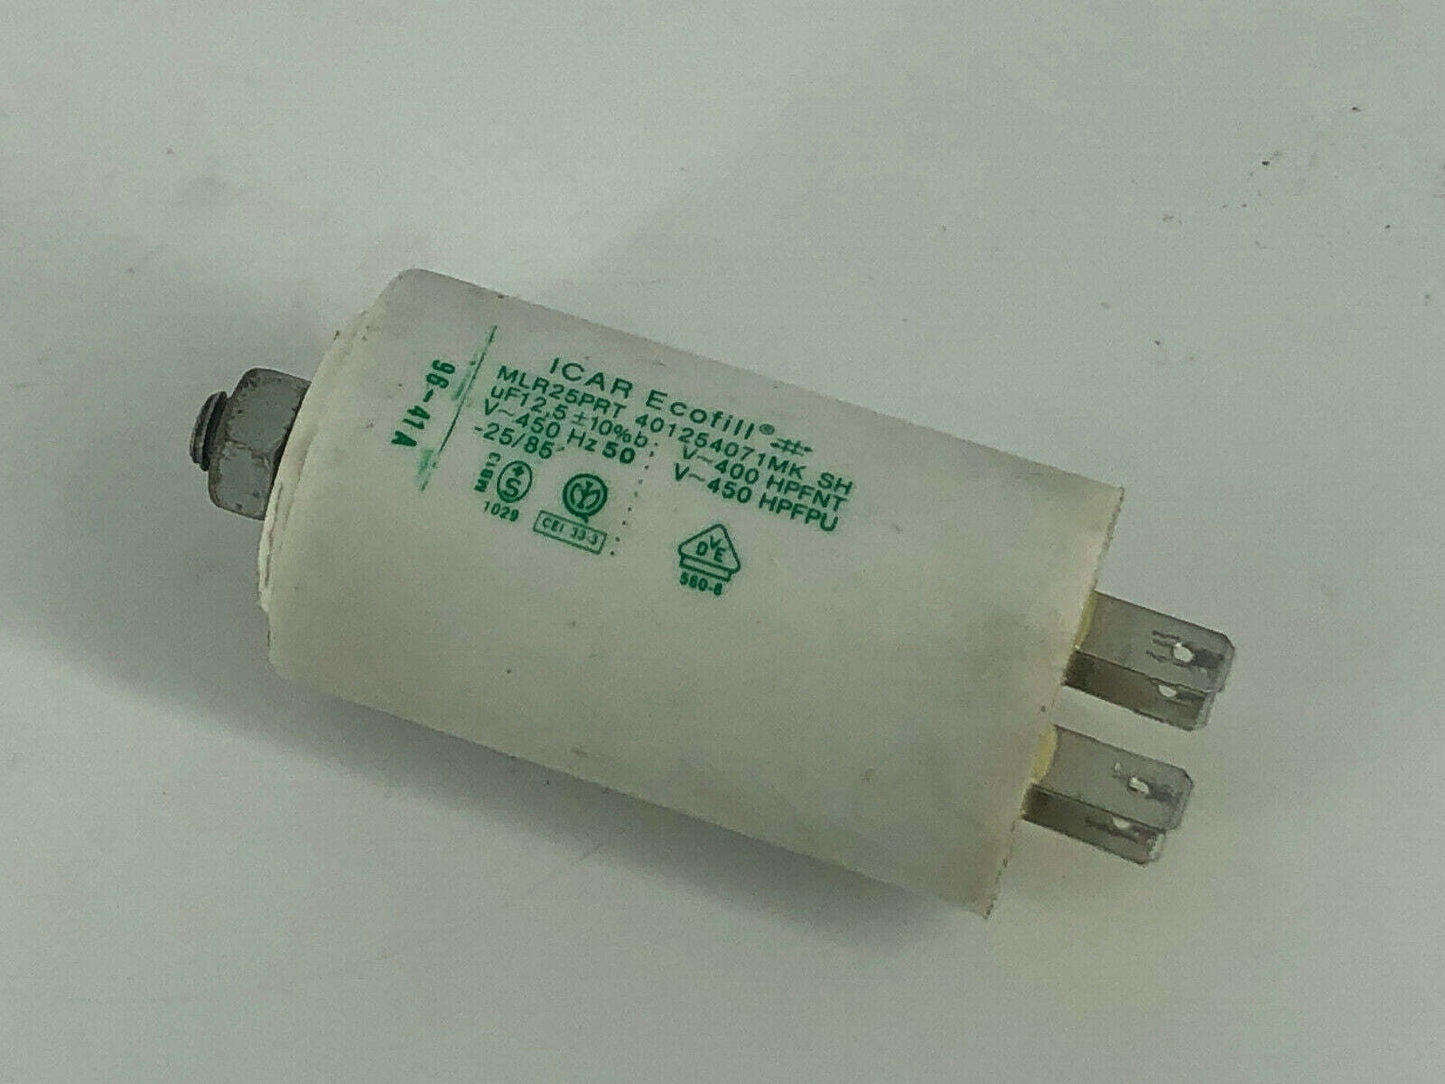 ICAR Ecofill®
MLR25PRT 401254071MK SH
uF12,5 ±10%b V~400 HPFNT
V~450 Hz 50 V~450 HPFPU
-25/85
S
1029
CEI 33-3
DVE
560-6
96-41A